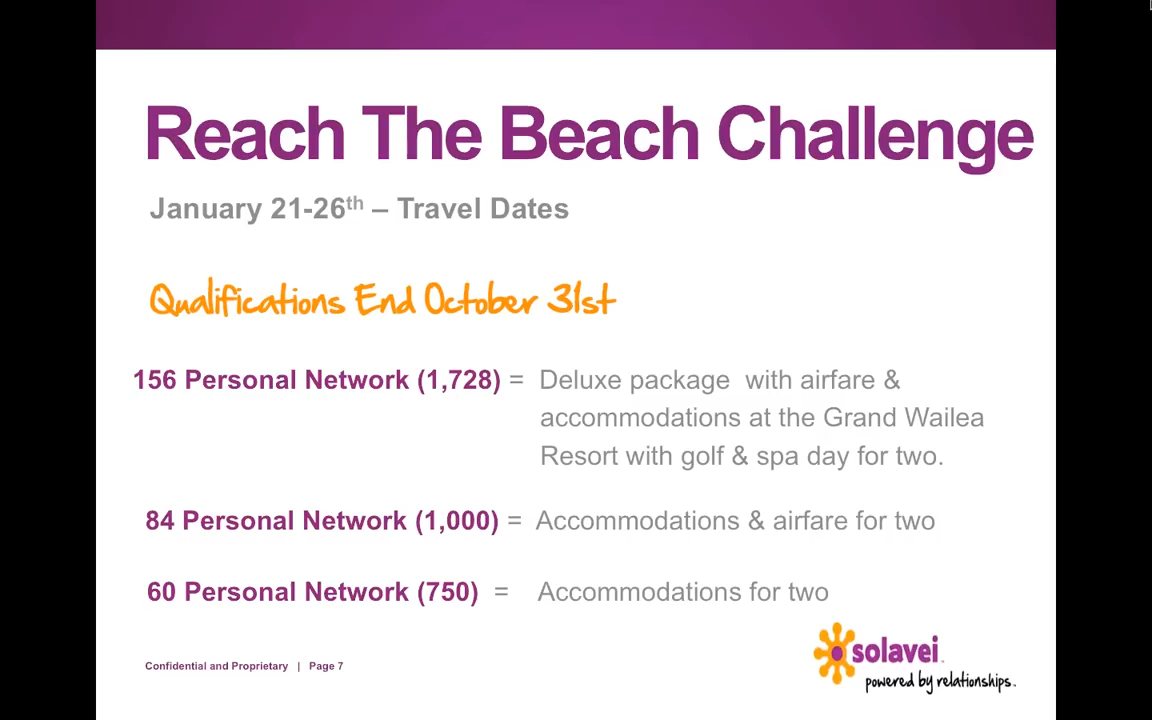 Reach The Beach Challenge
January 21-26th – Travel Dates
Qualifications End October 31st
156 Personal Network (1,728) = Deluxe package with airfare &
accommodations at the Grand Wailea
Resort with golf & spa day for two.
84 Personal Network (1,000) = Accommodations & airfare for two
60 Personal Network (750) = Accommodations for two
Confidential and Proprietary | Page 7
solavei™
powered by relationships.™